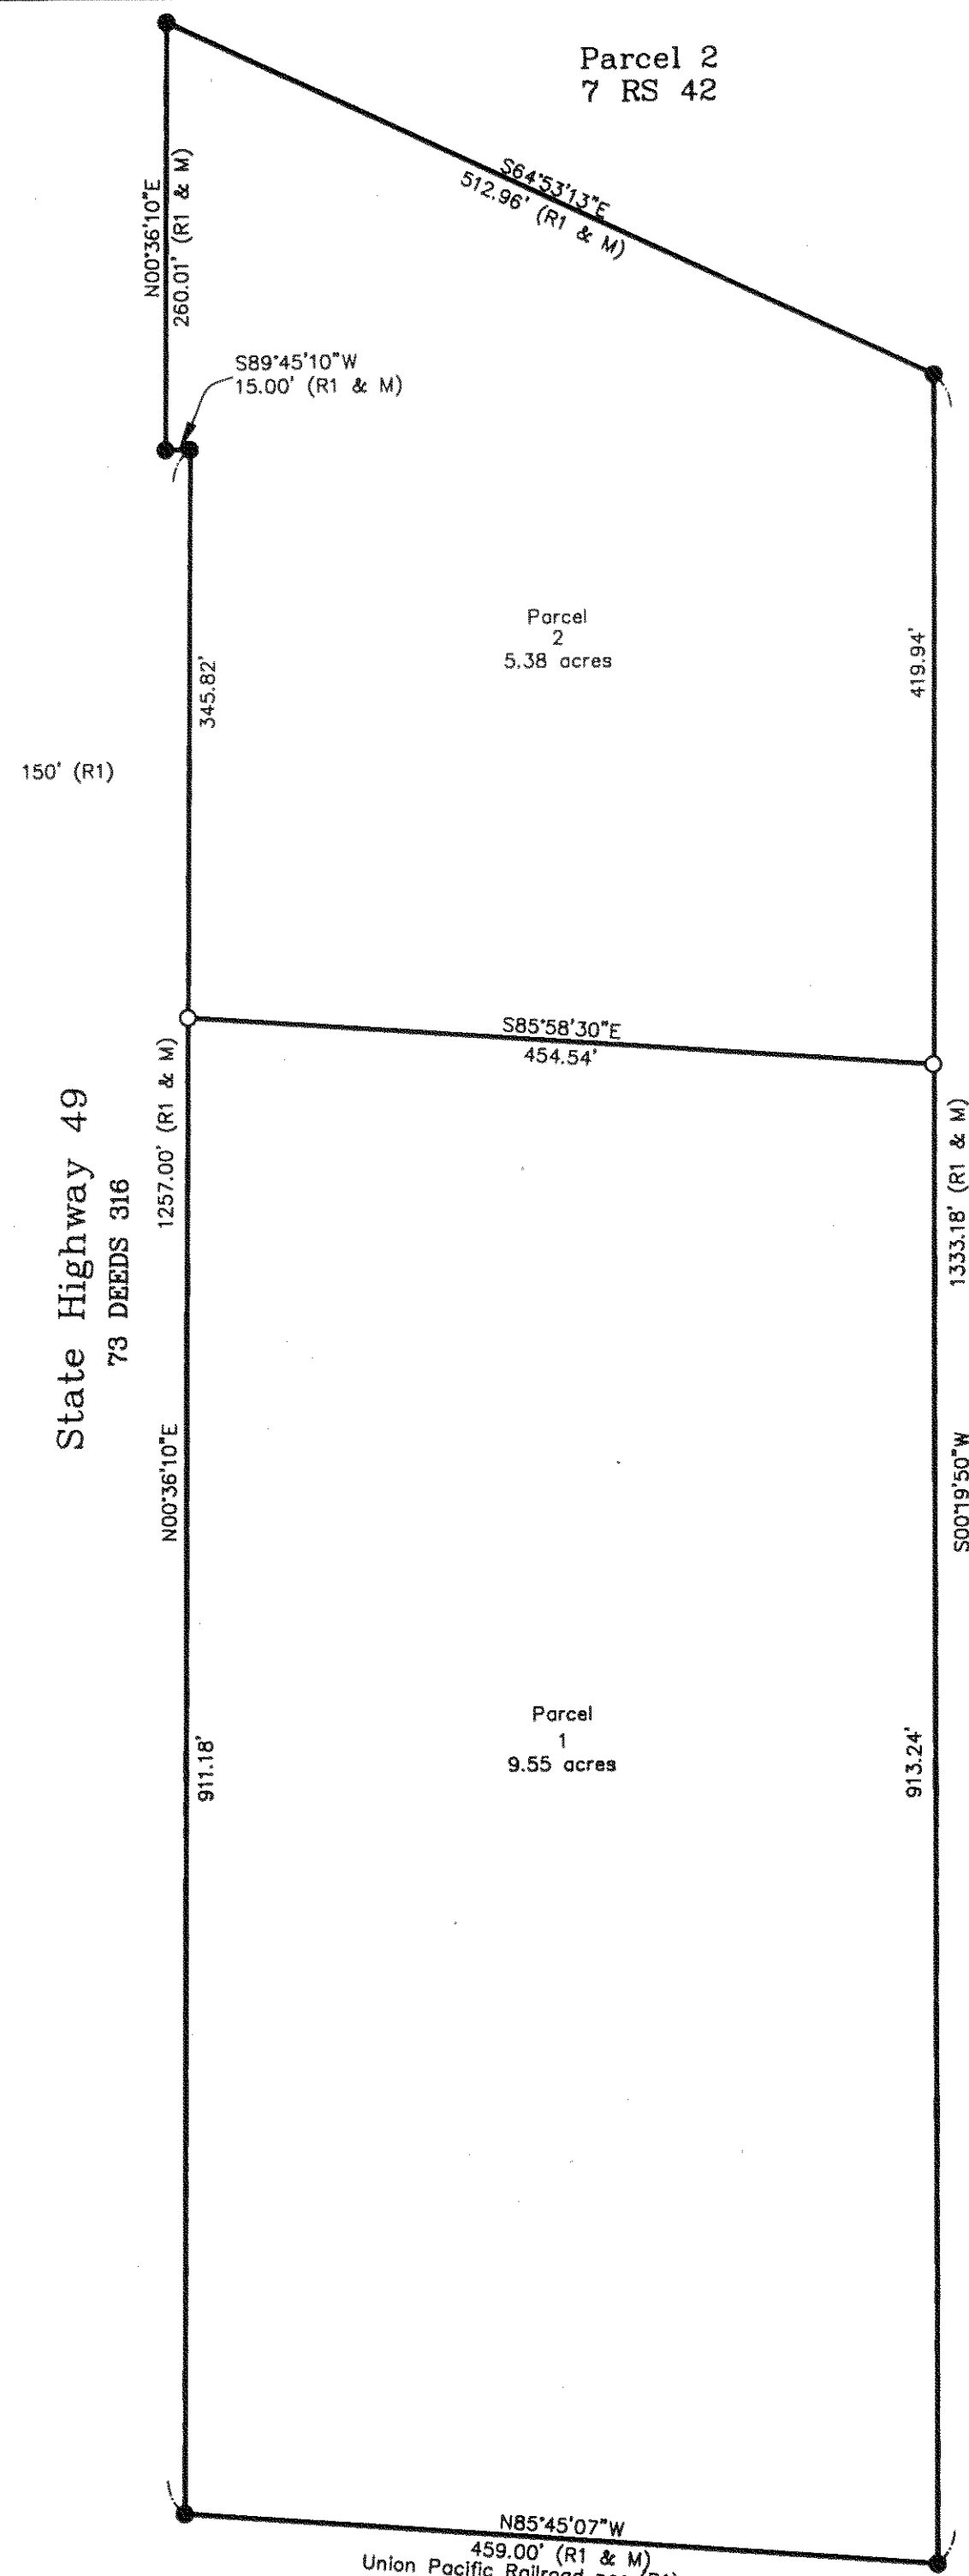 Parcel 2
7 RS 42
S64°53'13"E
512.96' (R1 & M)
N00°36'10"E
260.01' (R1 & M)
S89°45'10"W
15.00' (R1 & M)
Parcel
2
5.38 acres
345.82'
419.94'
150' (R1)
S85°58'30"E
454.54'
State Highway 49
73 DEEDS 316
1257.00' (R1 & M)
N00°36'10"E
1333.18' (R1 & M)
S00°19'50"W
Parcel
1
9.55 acres
911.18'
913.24'
N85°45'07"W
459.00' (R1 & M)
Union Pacific Railroad per (R1)